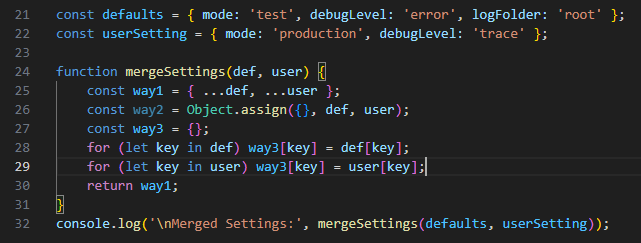 21 const defaults = { mode: 'test', debugLevel: 'error', logFolder: 'root' };
22 const userSetting = { mode: 'production', debugLevel: 'trace' };
23
24 function mergeSettings(def, user) {
25     const way1 = { ...def, ...user };
26     const way2 = Object.assign({}, def, user);
27     const way3 = {};
28     for (let key in def) way3[key] = def[key];
29     for (let key in user) way3[key] = user[key];
30     return way1;
31 }
32 console.log('\nMerged Settings:', mergeSettings(defaults, userSetting));